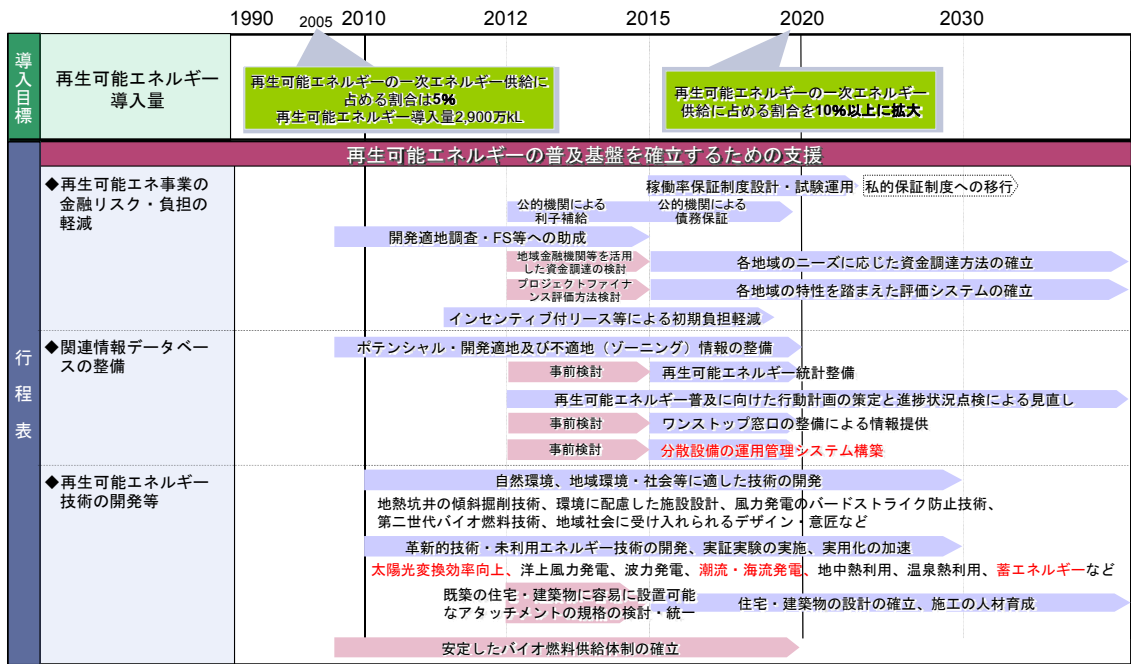 1990 2005 2010 2012 2015 2020 2030
導入目標
再生可能エネルギー
導入量
再生可能エネルギーの一次エネルギー供給に
占める割合は5%
再生可能エネルギー導入量2,900万kL
再生可能エネルギーの一次エネルギー
供給に占める割合を10%以上に拡大
行程表
再生可能エネルギーの普及基盤を確立するための支援
◆再生可能エネ事業の
金融リスク・負担の
軽減
稼働率保証制度設計・試験運用
私的保証制度への移行
公的機関による
利子補給
公的機関による
債務保証
開発適地調査・FS等への助成
地域金融機関等を活用
した資金調達の検討
各地域のニーズに応じた資金調達方法の確立
プロジェクトファイナ
ンス評価方法検討
各地域の特性を踏まえた評価システムの確立
インセンティブ付リース等による初期負担軽減
◆関連情報データベー
スの整備
ポテンシャル・開発適地及び不適地（ゾーニング）情報の整備
事前検討
再生可能エネルギー統計整備
再生可能エネルギー普及に向けた行動計画の策定と進捗状況点検による見直し
事前検討
ワンストップ窓口の整備による情報提供
事前検討
分散設備の運用管理システム構築
◆再生可能エネルギー
技術の開発等
自然環境、地域環境・社会等に適した技術の開発
地熱坑井の傾斜掘削技術、環境に配慮した施設設計、風力発電のバードストライク防止技術、
第二世代バイオ燃料技術、地域社会に受け入れられるデザイン・意匠など
革新的技術・未利用エネルギー技術の開発、実証実験の実施、実用化の加速
太陽光変換効率向上、洋上風力発電、波力発電、潮流・海流発電、地中熱利用、温泉熱利用、蓄エネルギーなど
既築の住宅・建築物に容易に設置可能
なアタッチメントの規格の検討・統一
住宅・建築物の設計の確立、施工の人材育成
安定したバイオ燃料供給体制の確立